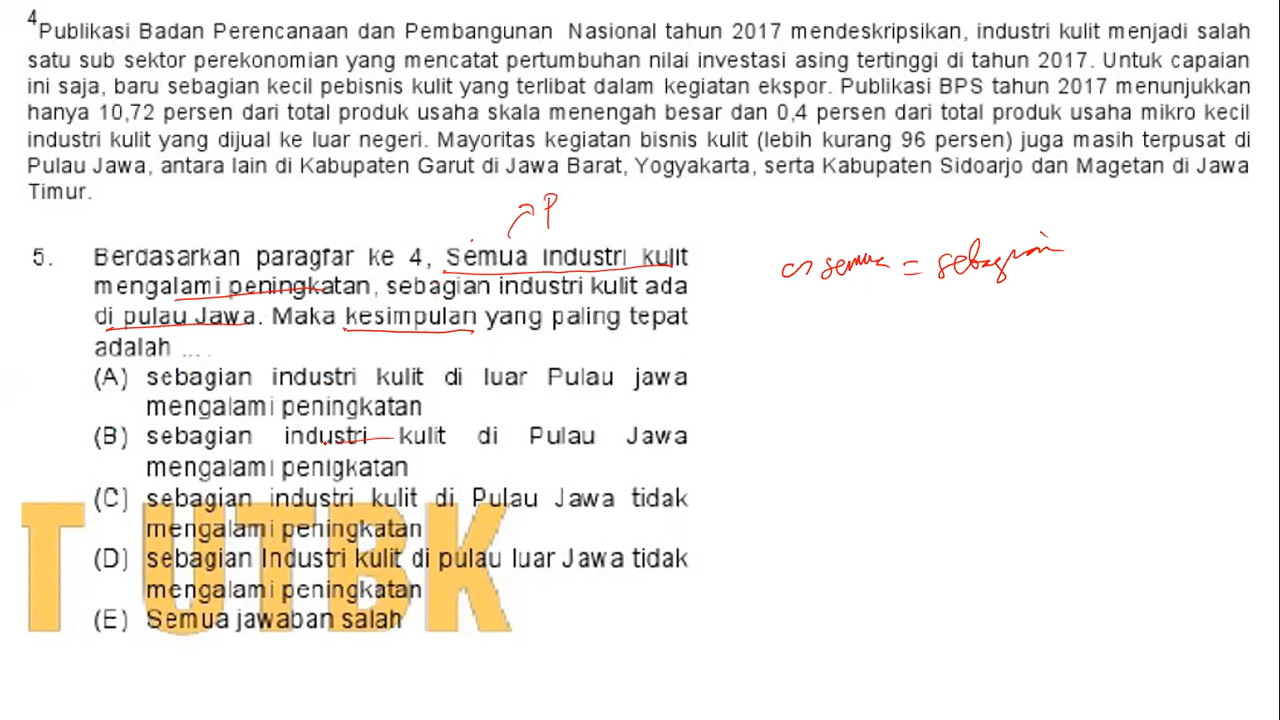 4
Publikasi Badan Perencanaan dan Pembangunan Nasional tahun 2017 mendeskripsikan, industri kulit menjadi salah
satu sub sektor perekonomian yang mencatat pertumbuhan nilai investasi asing tertinggi di tahun 2017. Untuk capaian
ini saja, baru sebagian kecil pebisnis kulit yang terlibat dalam kegiatan ekspor. Publikasi BPS tahun 2017 menunjukkan
hanya 10,72 persen dari total produk usaha skala menengah besar dan 0,4 persen dari total produk usaha mikro kecil
industri kulit yang dijual ke luar negeri. Mayoritas kegiatan bisnis kulit (lebih kurang 96 persen) juga masih terpusat di
Pulau Jawa, antara lain di Kabupaten Garut di Jawa Barat, Yogyakarta, serta Kabupaten Sidoarjo dan Magetan di Jawa
Timur.
P
5. Berdasarkan paragfar ke 4, Semua industri kulit
mengalami peningkatan, sebagian industri kulit ada
di pulau Jawa. Maka kesimpulan yang paling tepat
adalah ....
semua = sebagian
(A) sebagian industri kulit di luar Pulau jawa
mengalami peningkatan
(B) sebagian industri kulit di Pulau Jawa
mengalami penigkatan
(C) sebagian industri kulit di Pulau Jawa tidak
mengalami peningkatan
(D) sebagian Industri kulit di pulau luar Jawa tidak
mengalami peningkatan
(E) Semua jawaban salah
T UTBK